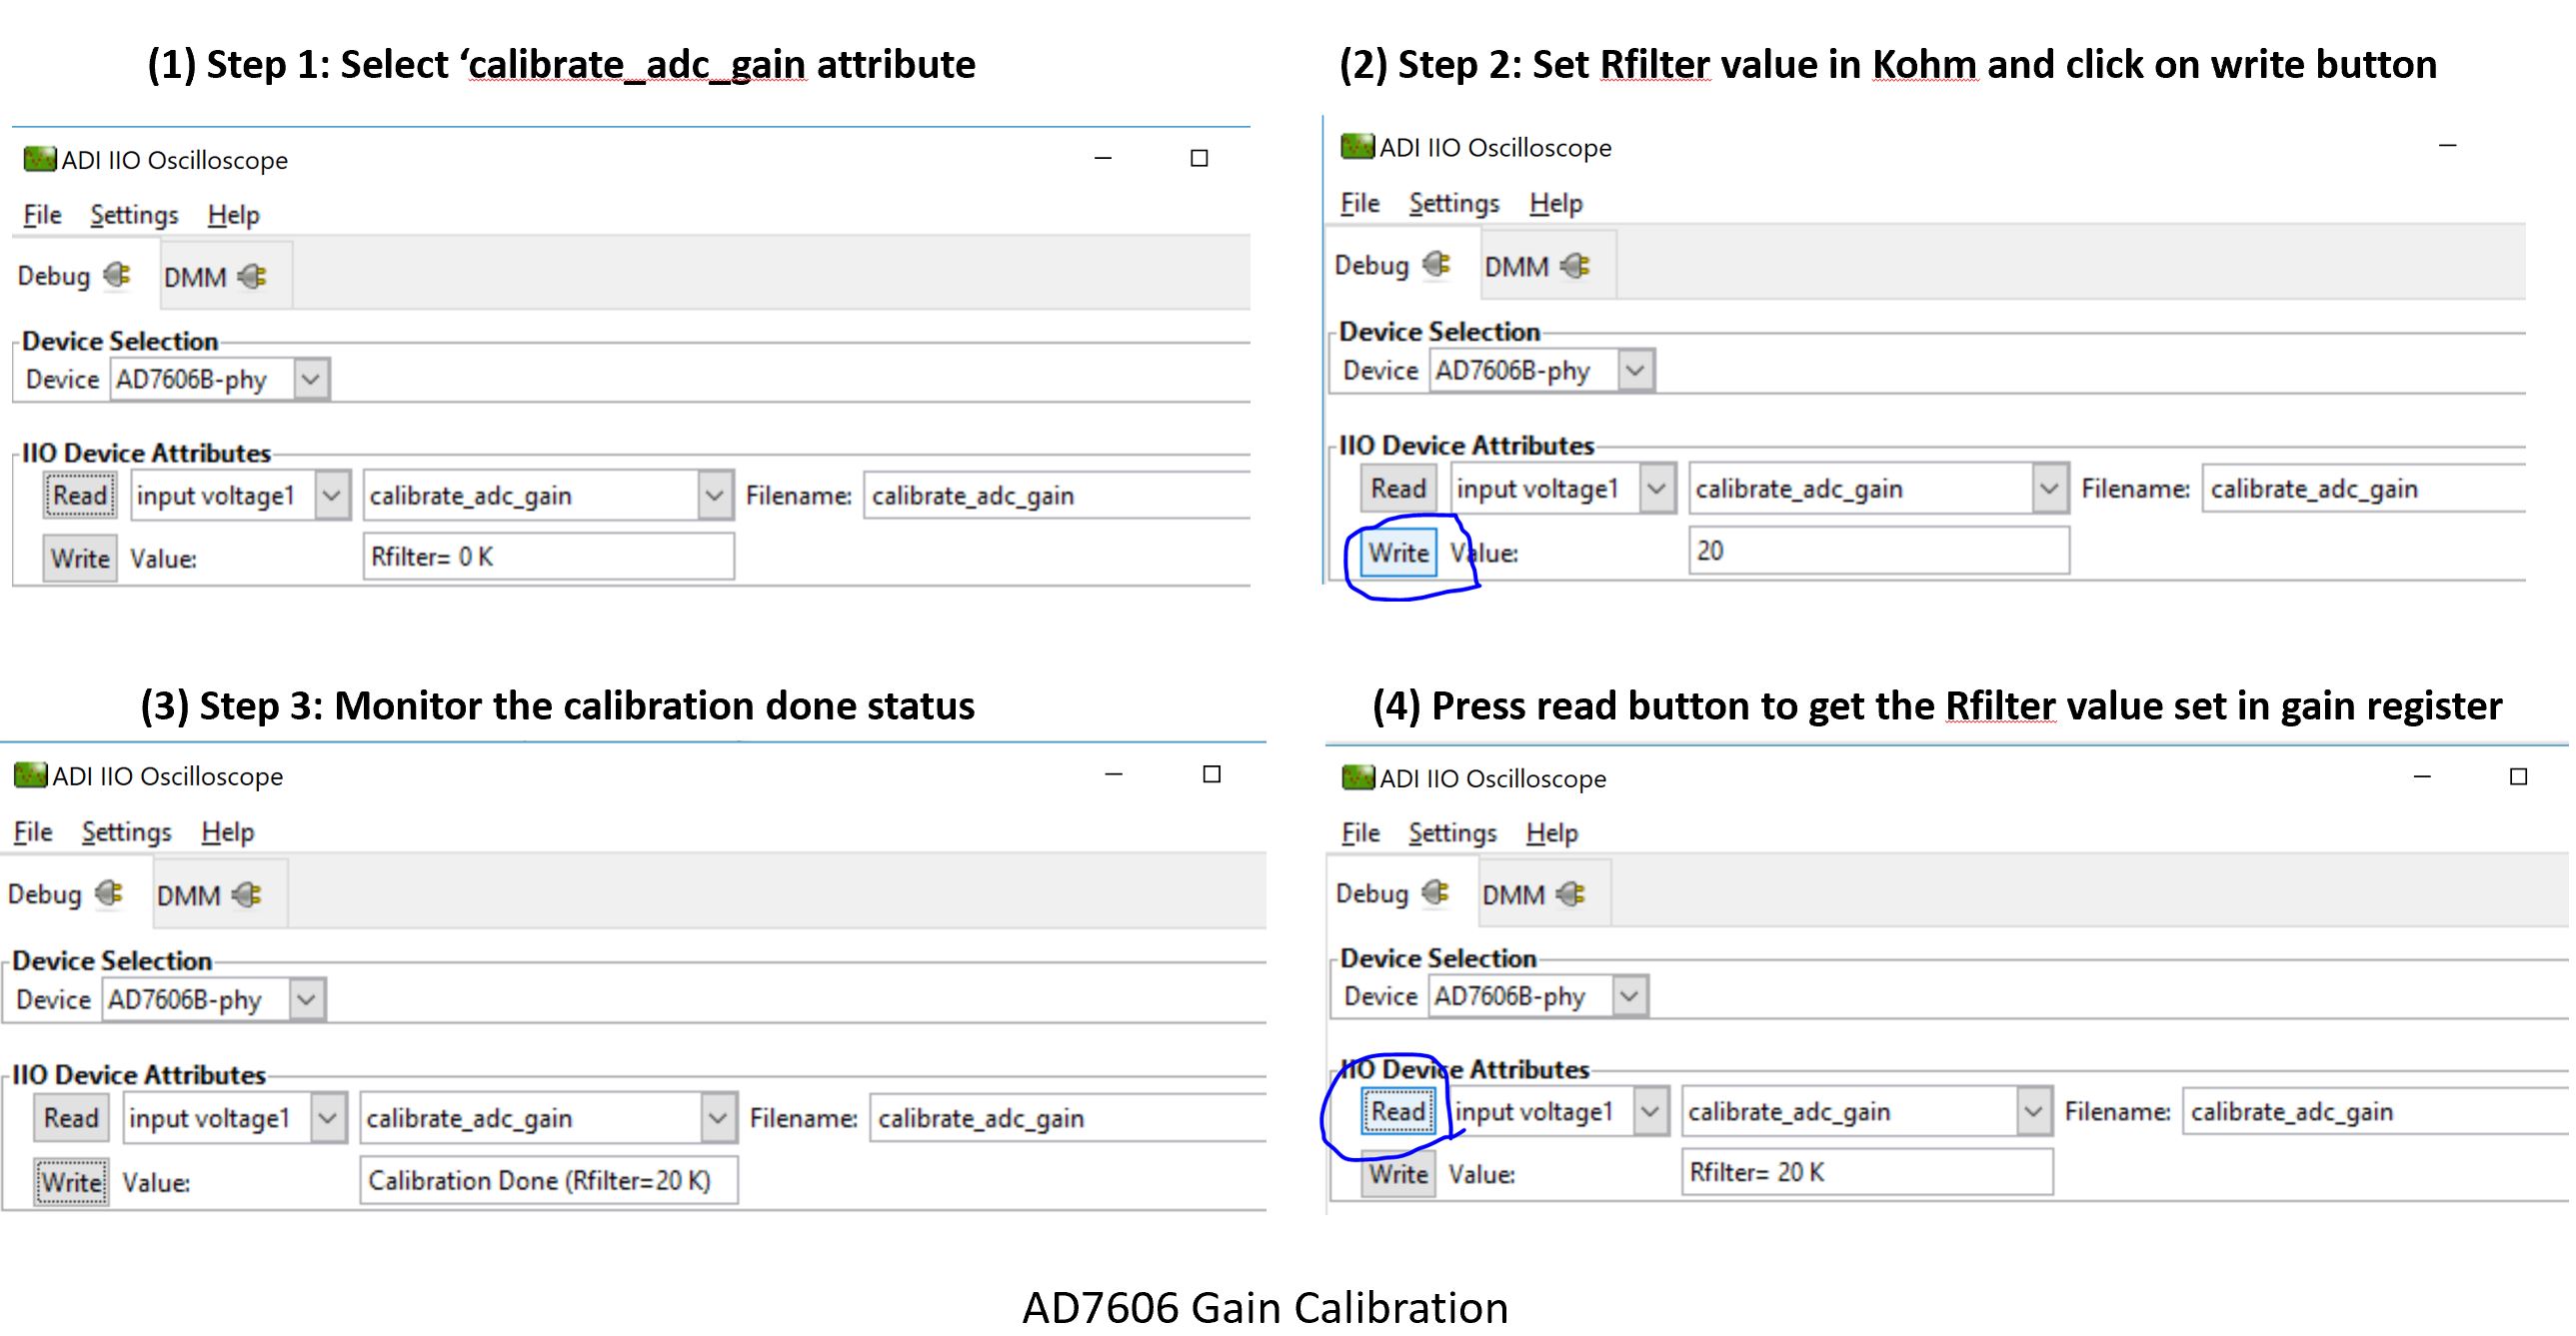 (1) Step 1: Select ‘calibrate_adc_gain attribute
ADI IIO Oscilloscope
File Settings Help
Debug DMM
Device Selection
Device AD7606B-phy
IIO Device Attributes
Read input voltage1 calibrate_adc_gain Filename: calibrate_adc_gain
Write Value: Rfilter= 0 K
(2) Step 2: Set Rfilter value in Kohm and click on write button
ADI IIO Oscilloscope
File Settings Help
Debug DMM
Device Selection
Device AD7606B-phy
IIO Device Attributes
Read input voltage1 calibrate_adc_gain Filename: calibrate_adc_gain
Write Value: 20
(3) Step 3: Monitor the calibration done status
ADI IIO Oscilloscope
File Settings Help
Debug DMM
Device Selection
Device AD7606B-phy
IIO Device Attributes
Read input voltage1 calibrate_adc_gain Filename: calibrate_adc_gain
Write Value: Calibration Done (Rfilter=20 K)
(4) Press read button to get the Rfilter value set in gain register
ADI IIO Oscilloscope
File Settings Help
Debug DMM
Device Selection
Device AD7606B-phy
IIO Device Attributes
Read input voltage1 calibrate_adc_gain Filename: calibrate_adc_gain
Write Value: Rfilter= 20 K
AD7606 Gain Calibration